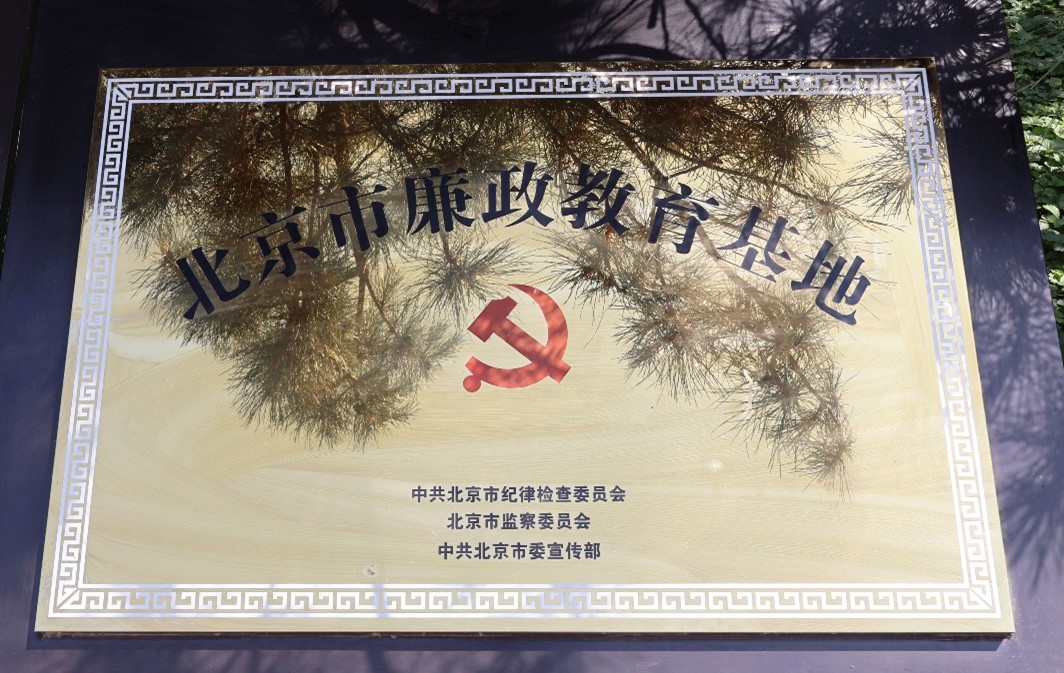 北京市廉政教育基地
中共北京市纪律检查委员会
北京市监察委员会
中共北京市委宣传部